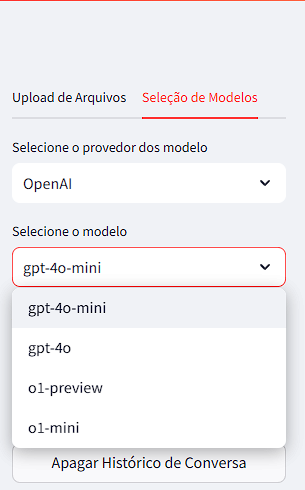 Upload de Arquivos Seleção de Modelos
Selecione o provedor dos modelo
OpenAI
Selecione o modelo
gpt-4o-mini
gpt-4o-mini
gpt-4o
o1-preview
o1-mini
Apagar Histórico de Conversa